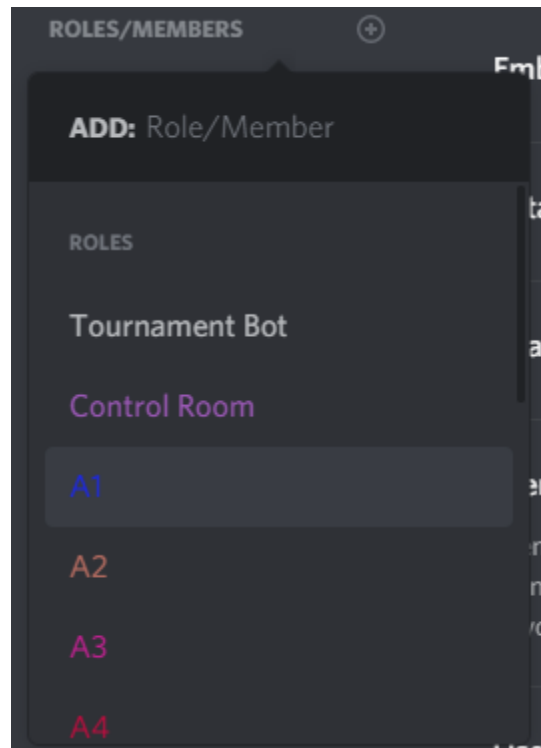 ROLES/MEMBERS
ADD: Role/Member
ROLES
Tournament Bot
Control Room
A1
A2
A3
A4